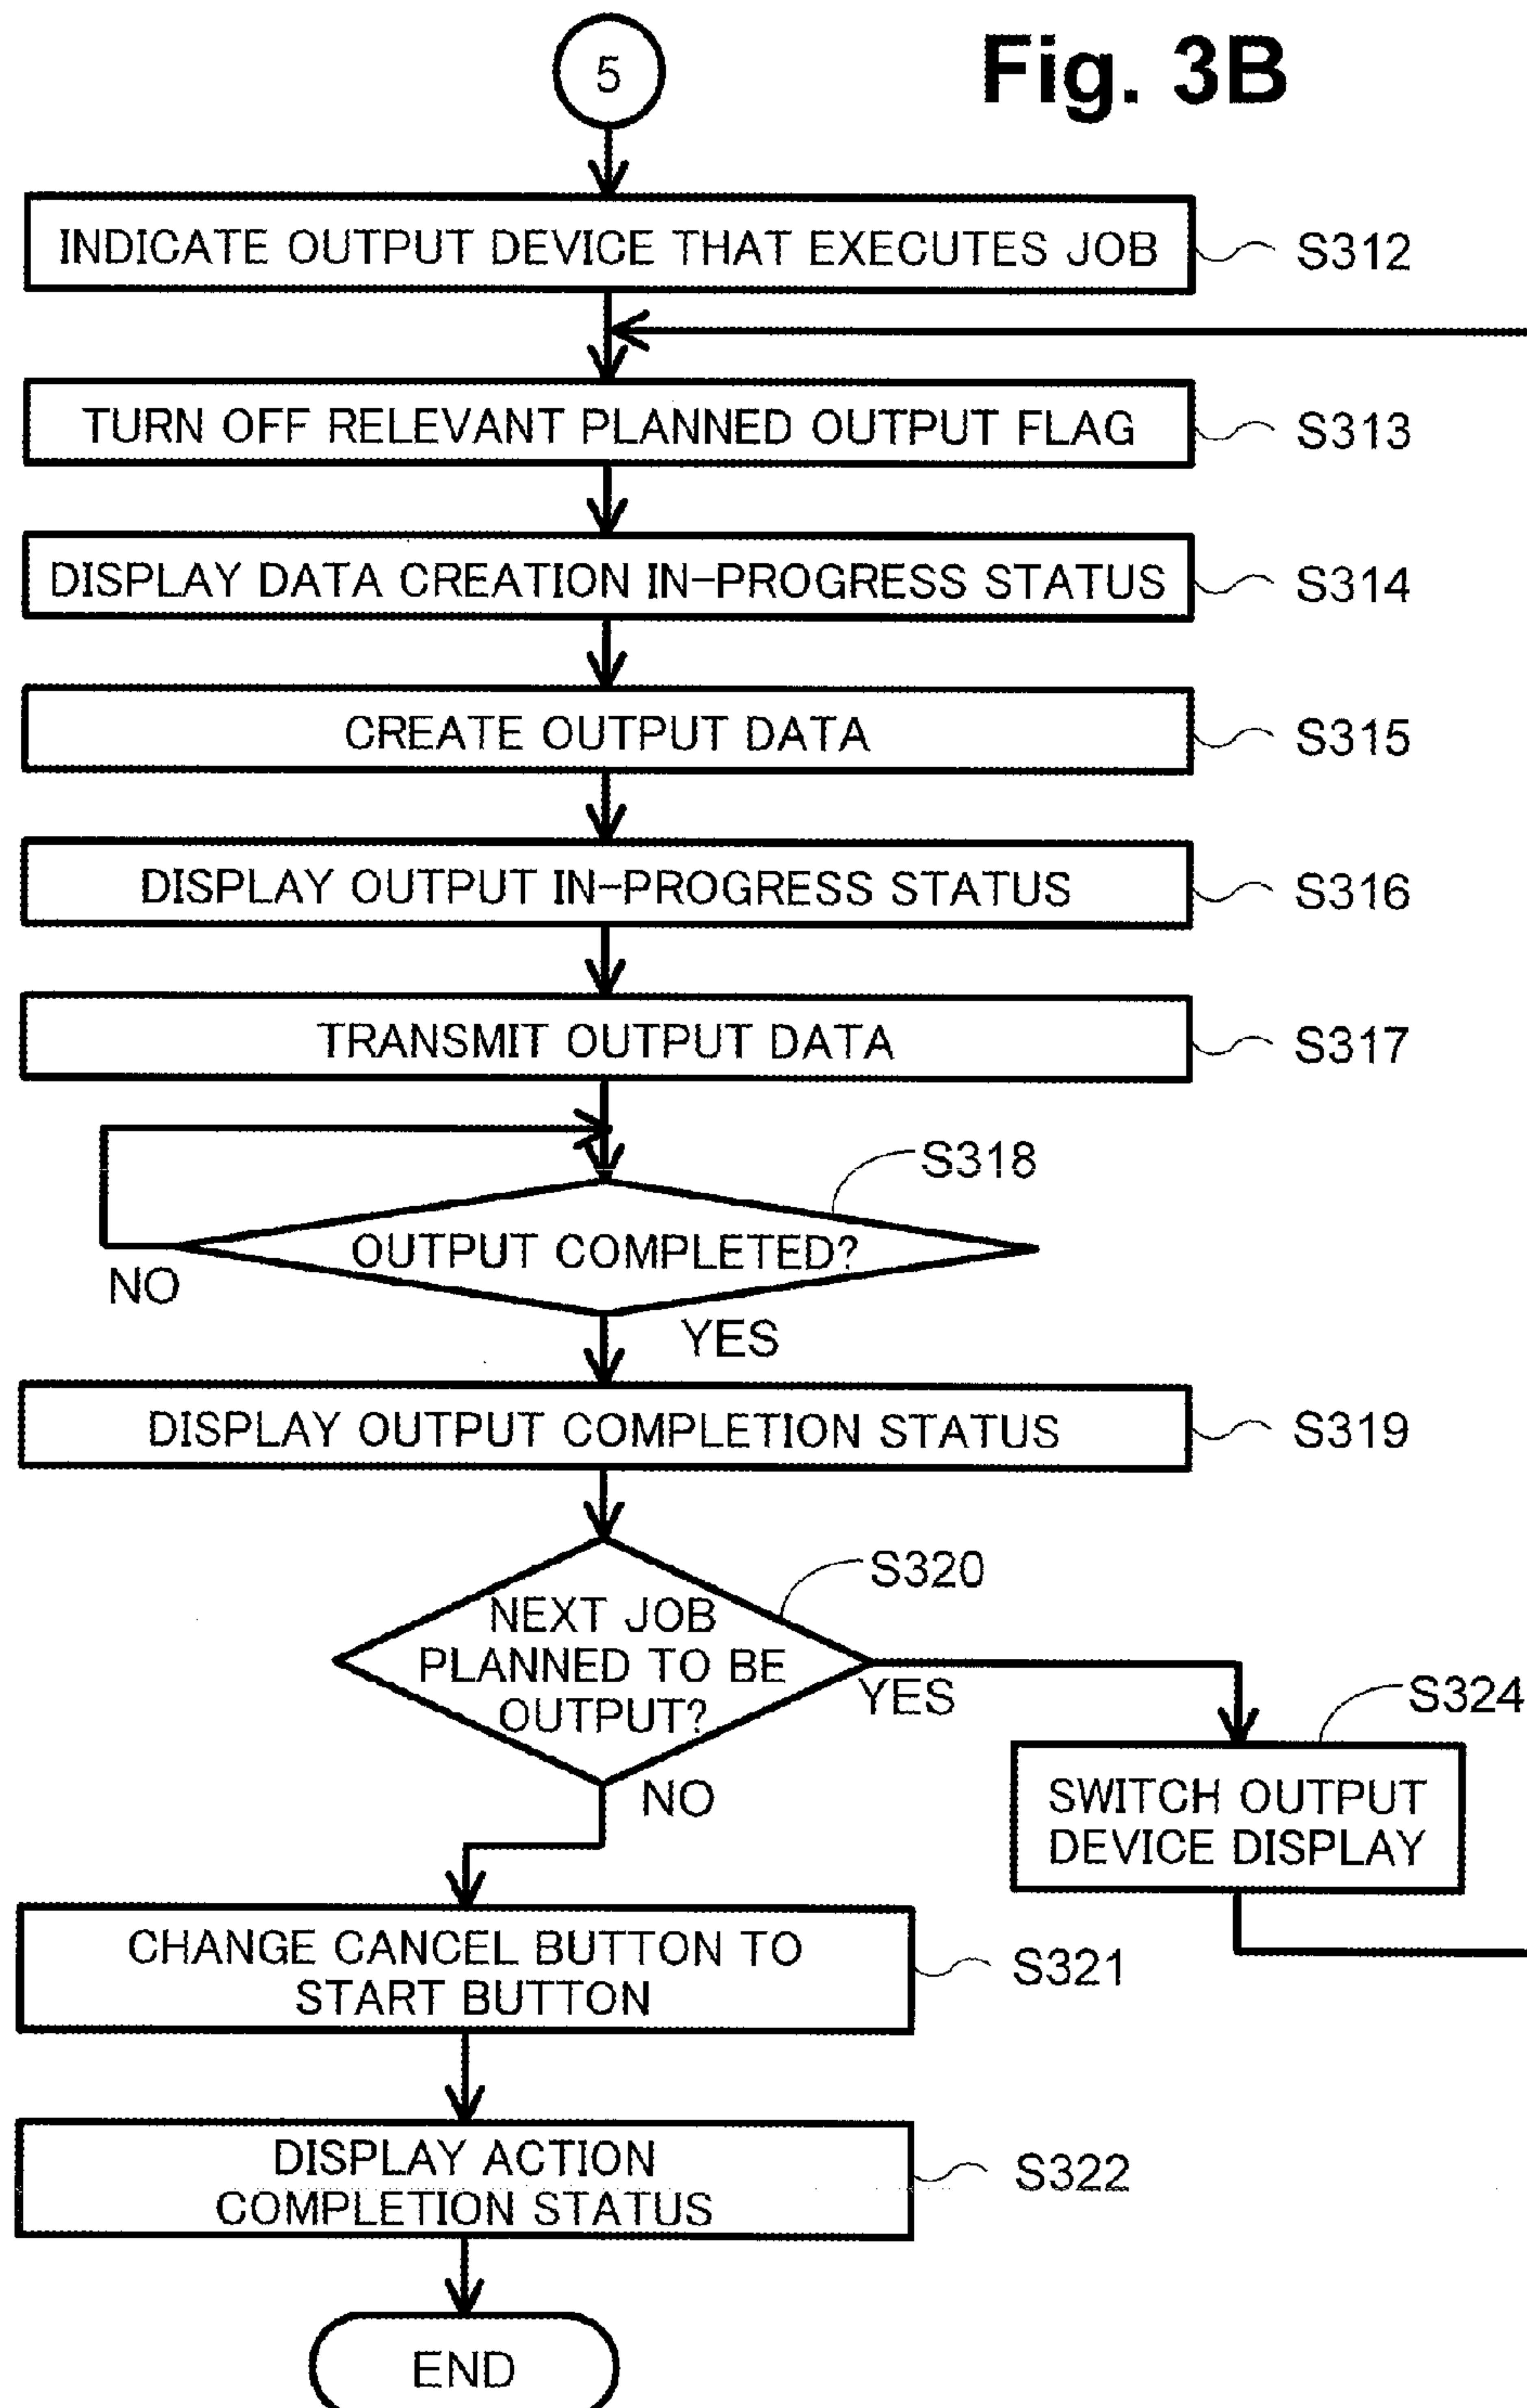 5
Fig. 3B
INDICATE OUTPUT DEVICE THAT EXECUTES JOB
S312
TURN OFF RELEVANT PLANNED OUTPUT FLAG
S313
DISPLAY DATA CREATION IN-PROGRESS STATUS
S314
CREATE OUTPUT DATA
S315
DISPLAY OUTPUT IN-PROGRESS STATUS
S316
TRANSMIT OUTPUT DATA
S317
S318
OUTPUT COMPLETED?
NO
YES
DISPLAY OUTPUT COMPLETION STATUS
S319
S320
NEXT JOB
PLANNED TO BE
OUTPUT?
YES
NO
S324
SWITCH OUTPUT
DEVICE DISPLAY
CHANGE CANCEL BUTTON TO
START BUTTON
S321
DISPLAY ACTION
COMPLETION STATUS
S322
END